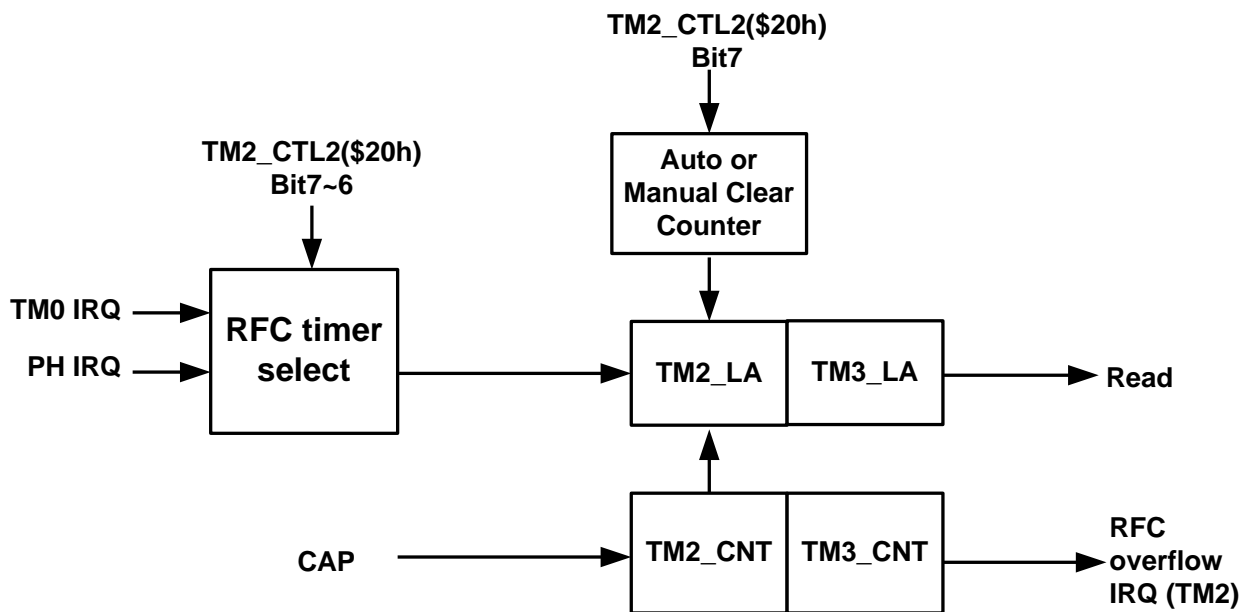 TM2_CTL2($20h)
Bit7
TM2_CTL2($20h)
Bit7~6
Auto or
Manual Clear
Counter
TM0 IRQ
PH IRQ
RFC timer
select
TM2_LA
TM3_LA
Read
CAP
TM2_CNT
TM3_CNT
RFC
overflow
IRQ (TM2)